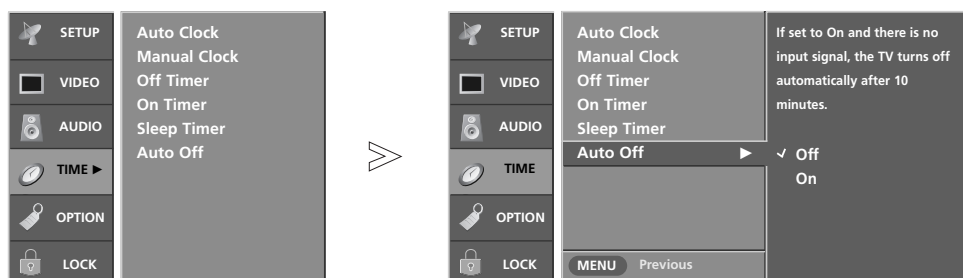 SETUP
VIDEO
AUDIO
TIME ►
OPTION
LOCK
Auto Clock
Manual Clock
Off Timer
On Timer
Sleep Timer
Auto Off
SETUP
VIDEO
AUDIO
TIME
OPTION
LOCK
Auto Clock
Manual Clock
Off Timer
On Timer
Sleep Timer
Auto Off ►
MENU Previous
If set to On and there is no
input signal, the TV turns off
automatically after 10
minutes.
✓ Off
On